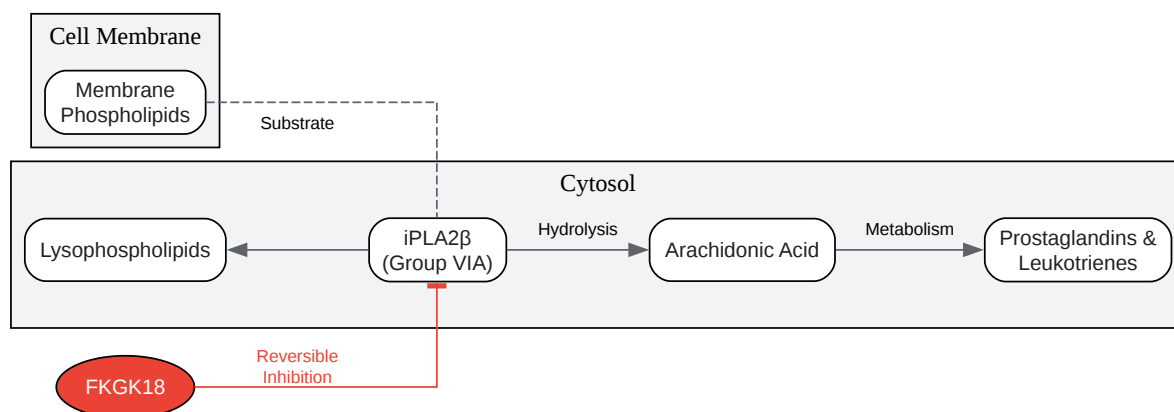 Cell Membrane
Membrane
Phospholipids
Substrate
Cytosol
Lysophospholipids
iPLA2β
(Group VIA)
Hydrolysis
Arachidonic Acid
Metabolism
Prostaglandins &
Leukotrienes
FKGK18
Reversible
Inhibition